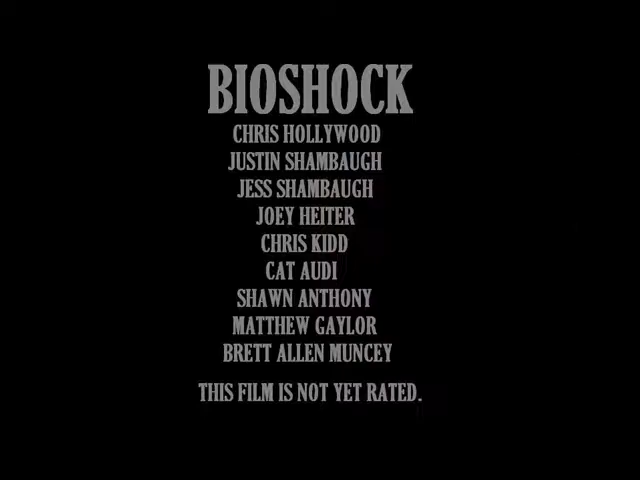 BIOSHOCK
CHRIS HOLLYWOOD
JUSTIN SHAMBAUGH
JESS SHAMBAUGH
JOEY HEITER
CHRIS KIDD
CAT AUDI
SHAWN ANTHONY
MATTHEW GAYLOR
BRETT ALLEN MUNCEY
THIS FILM IS NOT YET RATED.